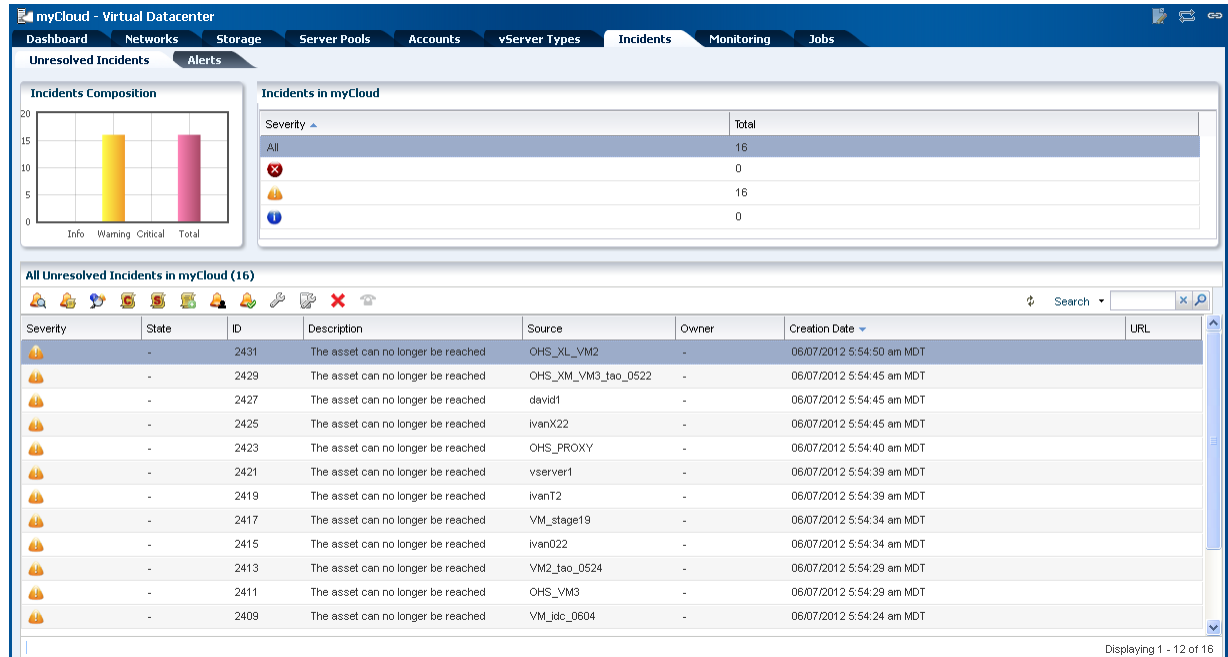 myCloud - Virtual Datacenter
Dashboard Networks Storage Server Pools Accounts vServer Types Incidents Monitoring Jobs
Unresolved Incidents Alerts
Incidents Composition
20
15
10
5
0
Info Warning Critical Total
Incidents in myCloud
Severity Total
All 16
0
16
0
All Unresolved Incidents in myCloud (16)
Search
Severity State ID Description Source Owner Creation Date URL
- 2431 The asset can no longer be reached OHS_XL_VM2 - 06/07/2012 5:54:50 am MDT
- 2429 The asset can no longer be reached OHS_XM_VM3_tao_0522 - 06/07/2012 5:54:45 am MDT
- 2427 The asset can no longer be reached david1 - 06/07/2012 5:54:45 am MDT
- 2425 The asset can no longer be reached ivanX22 - 06/07/2012 5:54:45 am MDT
- 2423 The asset can no longer be reached OHS_PROXY - 06/07/2012 5:54:40 am MDT
- 2421 The asset can no longer be reached vserver1 - 06/07/2012 5:54:39 am MDT
- 2419 The asset can no longer be reached ivanT2 - 06/07/2012 5:54:39 am MDT
- 2417 The asset can no longer be reached VM_stage19 - 06/07/2012 5:54:34 am MDT
- 2415 The asset can no longer be reached ivan022 - 06/07/2012 5:54:34 am MDT
- 2413 The asset can no longer be reached VM2_tao_0524 - 06/07/2012 5:54:29 am MDT
- 2411 The asset can no longer be reached OHS_VM3 - 06/07/2012 5:54:29 am MDT
- 2409 The asset can no longer be reached VM_idc_0604 - 06/07/2012 5:54:24 am MDT
Displaying 1 - 12 of 16